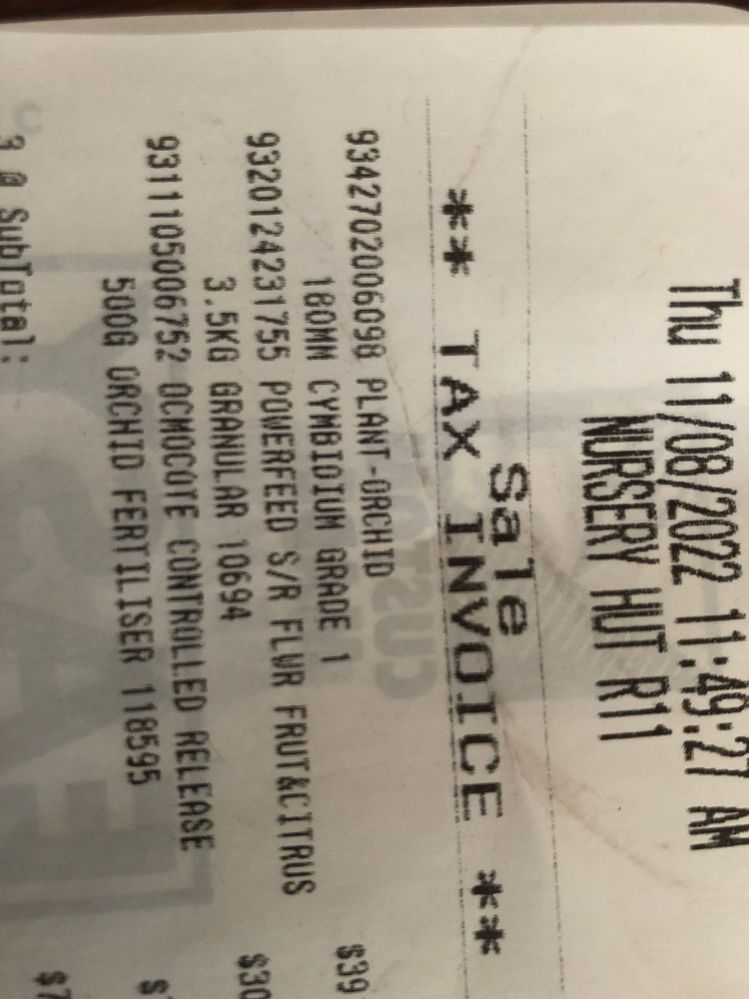 Thu 11/08/2022 11:49:27 AM
NURSERY HUT R11
Sale
** TAX INVOICE **
9342702006098 PLANT-ORCHID
180MM CYMBIDIUM GRADE 1 $39
9320124231755 POWERFEED S/R FLWR FRUT&CITRUS
3.5KG GRANULAR 10694 $30
9311105006752 OCMOCOTE CONTROLLED RELEASE
500G ORCHID FERTILISER 118595 $
3 @ SubTotal: $7